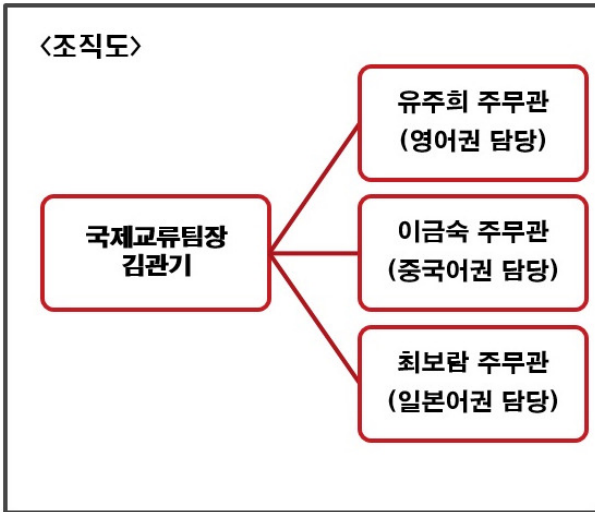 <조직도>
유주희 주무관
(영어권 담당)
국제교류팀장
김관기
이금숙 주무관
(중국어권 담당)
최보람 주무관
(일본어권 담당)